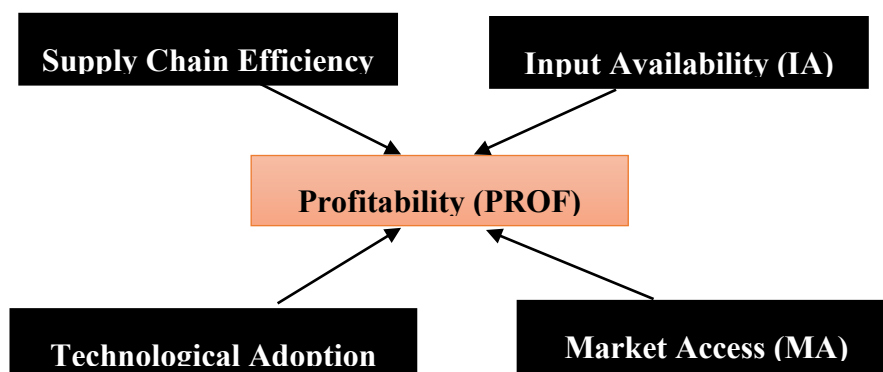 Supply Chain Efficiency
Input Availability (IA)
Profitability (PROF)
Technological Adoption
Market Access (MA)